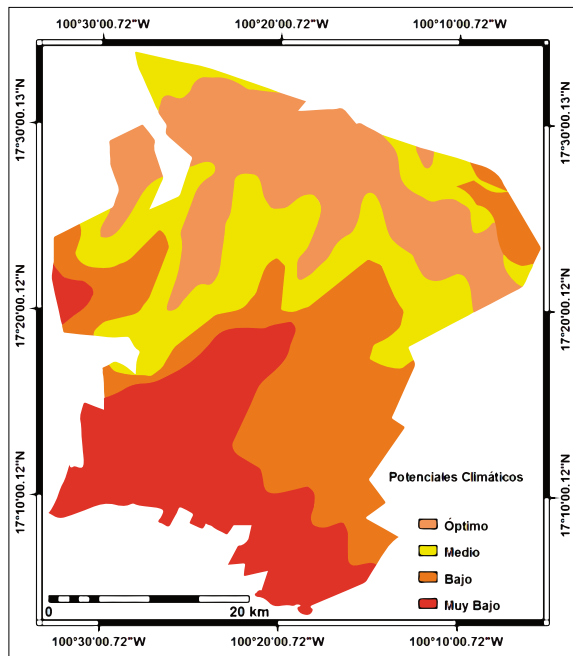 100°30'00.72"W 100°20'00.72"W 100°10'00.72"W
17°30'00.13"N 17°30'00.13"N
17°20'00.12"N 17°20'00.12"N
17°10'00.12"N 17°10'00.12"N
Potenciales Climáticos
Óptimo
Medio
Bajo
Muy Bajo
0 20 km
100°30'00.72"W 100°20'00.72"W 100°10'00.72"W